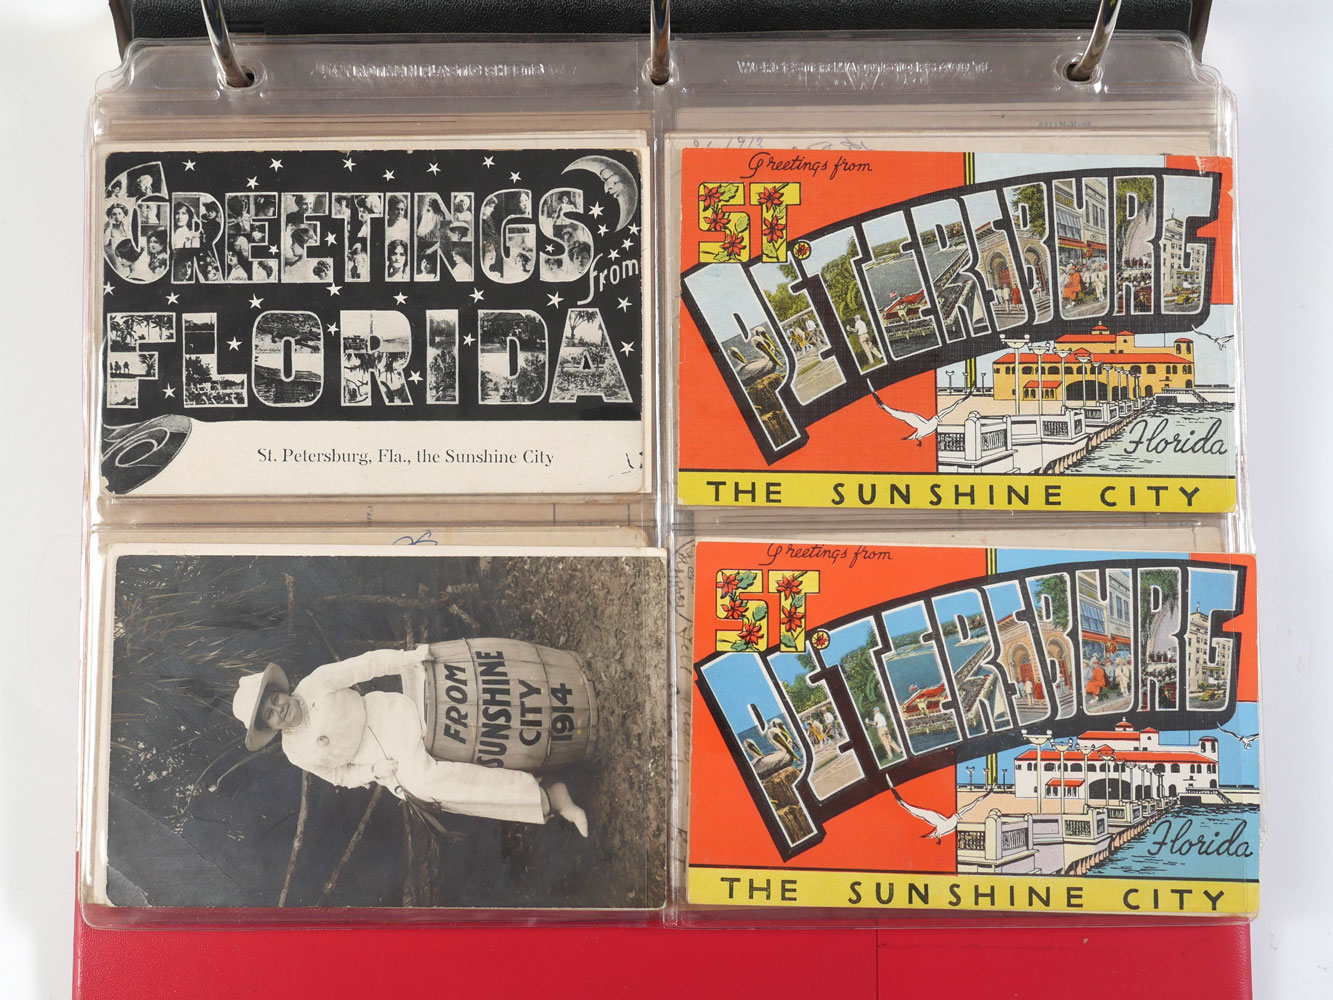 GREETINGS
from
FLORIDA
St. Petersburg, Fla., the Sunshine City
Greetings from
ST.
PETERSBURG
Florida
THE SUNSHINE CITY
FROM
SUNSHINE
CITY
1914
Greetings from
ST.
PETERSBURG
Florida
THE SUNSHINE CITY